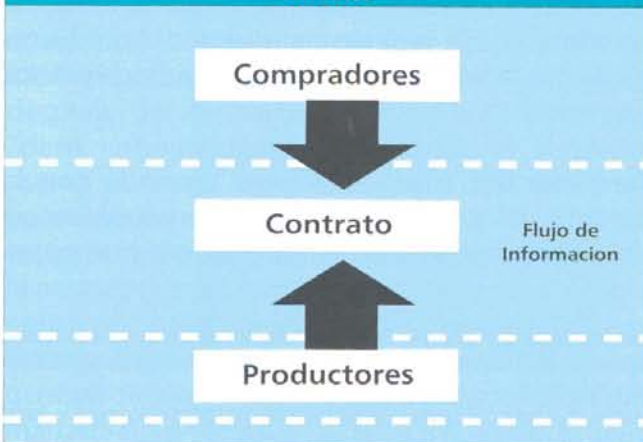 Compradores
Contrato
Flujo de
Informacion
Productores